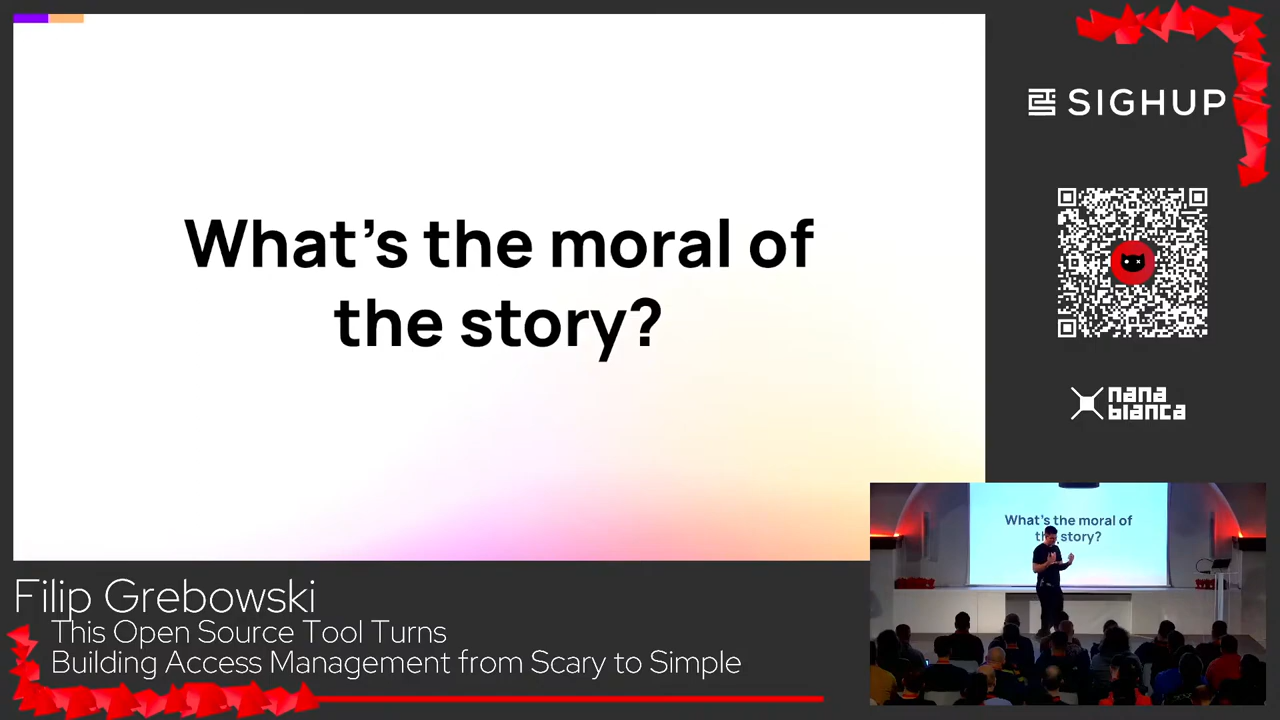 What's the moral of
the story?
SIGHUP
nana
bianca
What's the moral of
the story?
Filip Grebowski
This Open Source Tool Turns
Building Access Management from Scary to Simple